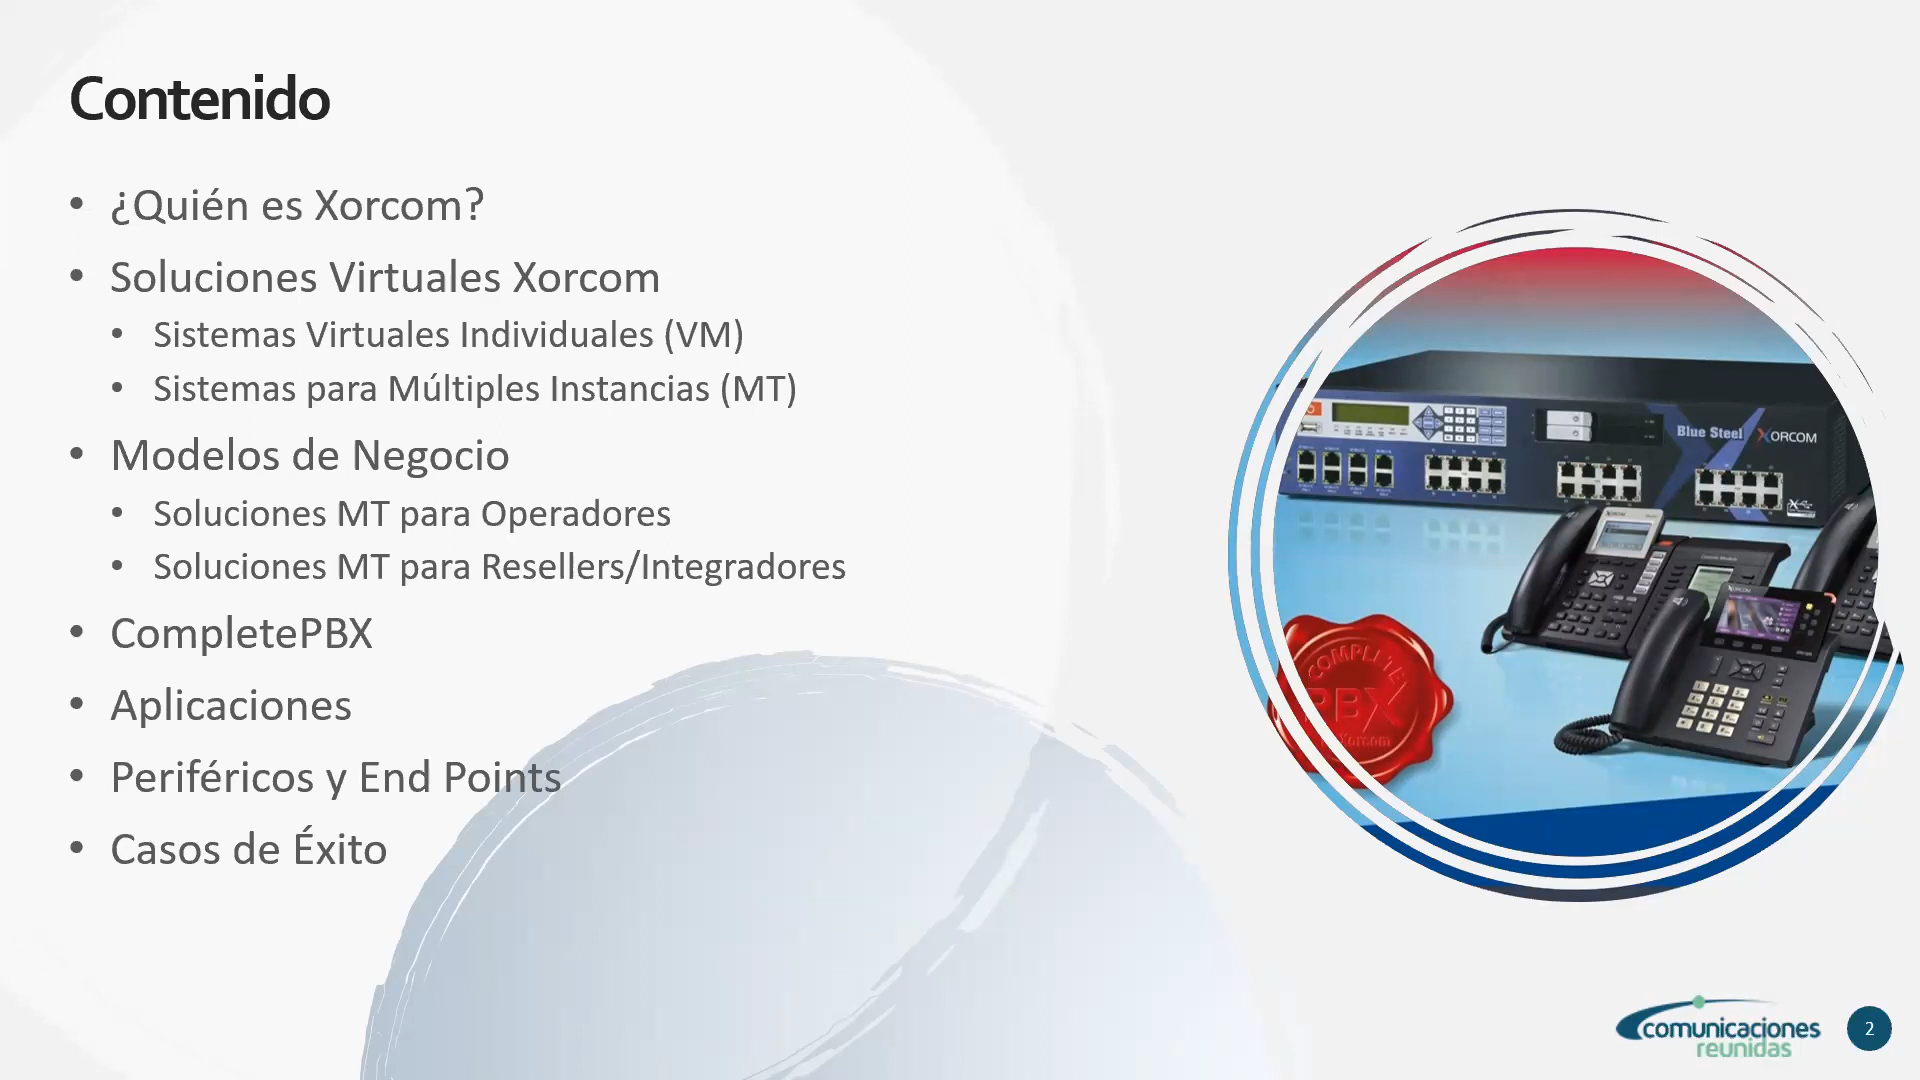 Contenido
• ¿Quién es Xorcom?
• Soluciones Virtuales Xorcom
• Sistemas Virtuales Individuales (VM)
• Sistemas para Múltiples Instancias (MT)
• Modelos de Negocio
• Soluciones MT para Operadores
• Soluciones MT para Resellers/Integradores
• CompletePBX
• Aplicaciones
• Periféricos y End Points
• Casos de Éxito
Blue Steel XORCOM
COMPLETE
PBX
Xorcom
comunicaciones
reunidas
2